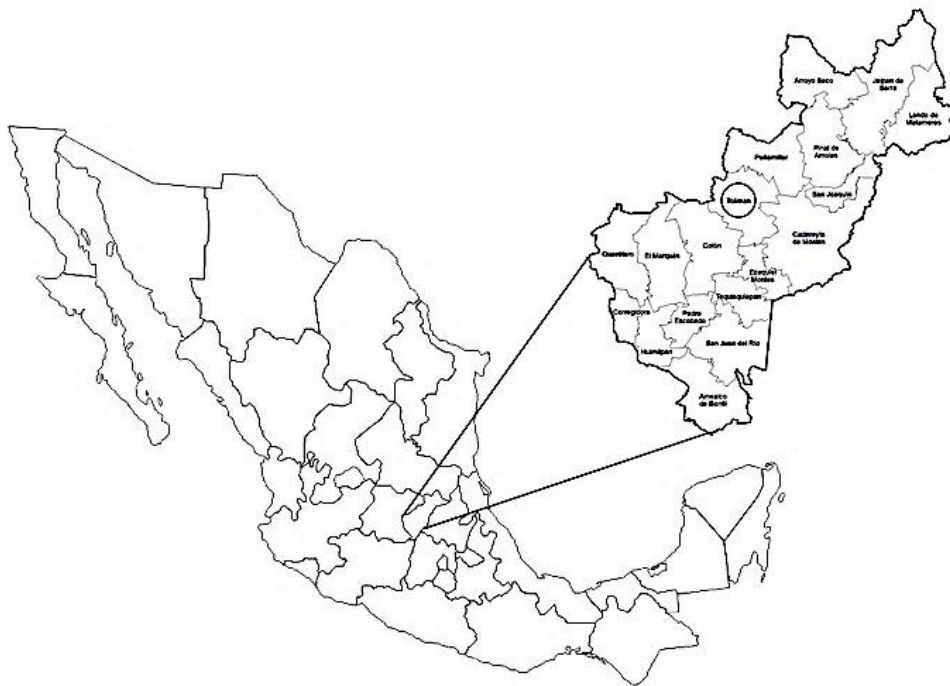 Arroyo Seco
Jalpan de
Serra
Landa de
Matamoros
Pinal de
Amoles
Peñamiller
San Joaquín
Tolimán
Cadereyta
de Montes
Querétaro
El Marqués
Colón
Ezequiel
Montes
Tequisquiapan
Corregidora
Pedro
Escobedo
San Juan del Río
Huimilpan
Amealco
de Bonfil